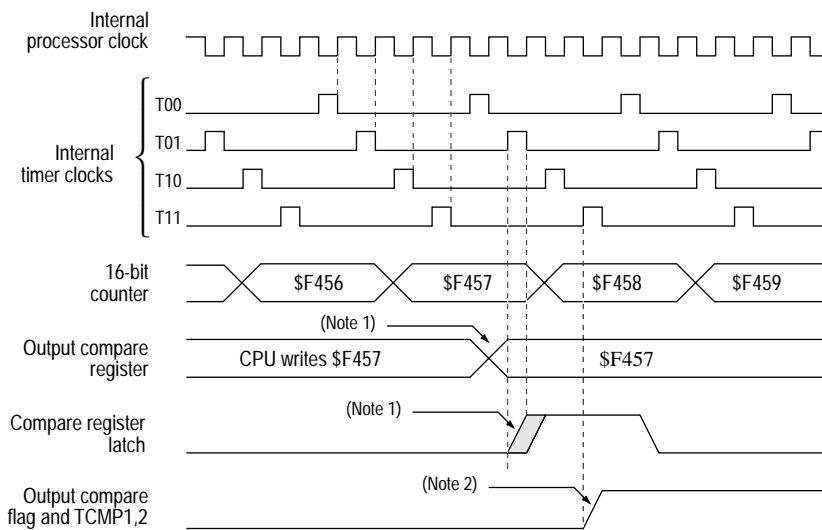 Internal
processor clock
T00
T01
Internal
timer clocks
T10
T11
16-bit
counter
$F456
$F457
$F458
$F459
(Note 1)
Output compare
register
CPU writes $F457
$F457
(Note 1)
Compare register
latch
(Note 2)
Output compare
flag and TCMP1,2